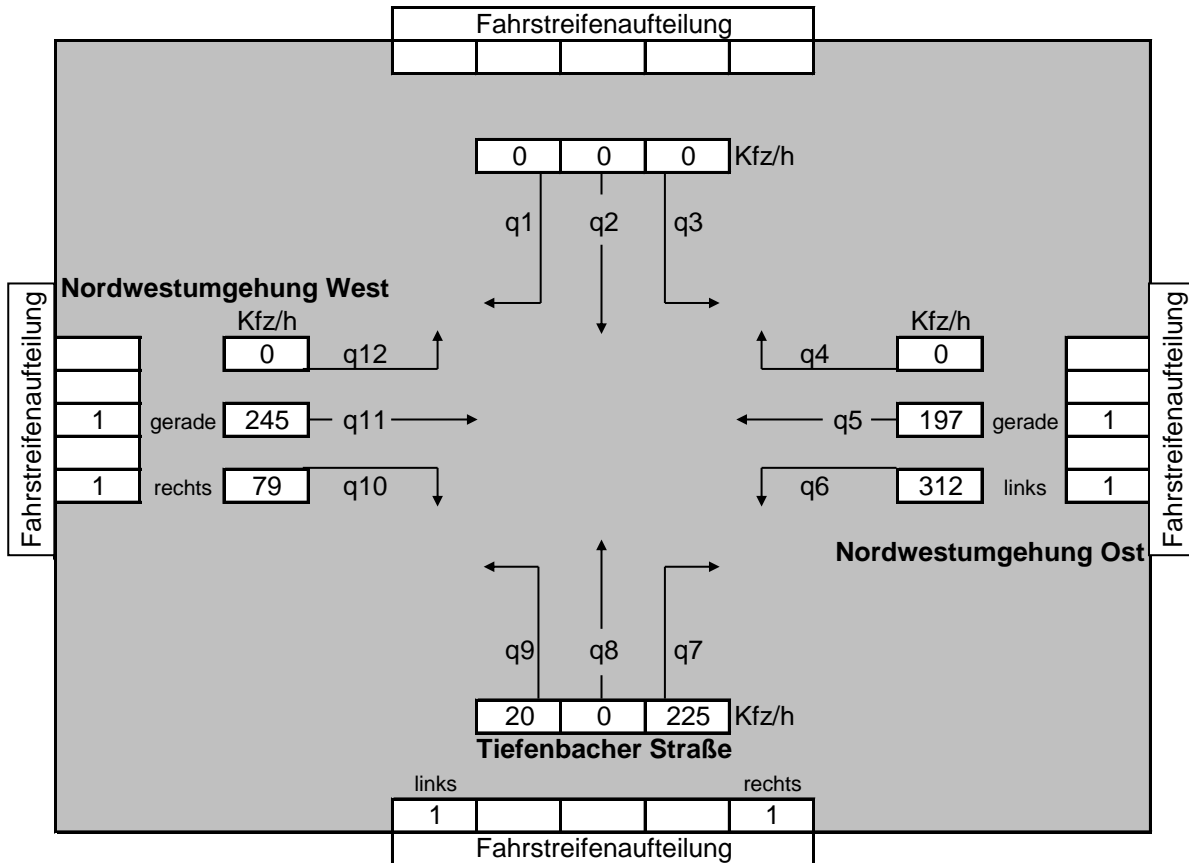 Fahrstreifenaufteilung
0 0 0 Kfz/h
q1 q2 q3
Nordwestumgehung West
Kfz/h Kfz/h
0 q12 q4 0
1 gerade 245 q11 q5 197 gerade 1
1 rechts 79 q10 q6 312 links 1
Fahrstreifenaufteilung
Fahrstreifenaufteilung
Nordwestumgehung Ost
q9 q8 q7
20 0 225 Kfz/h
Tiefenbacher Straße
links rechts
1 1
Fahrstreifenaufteilung